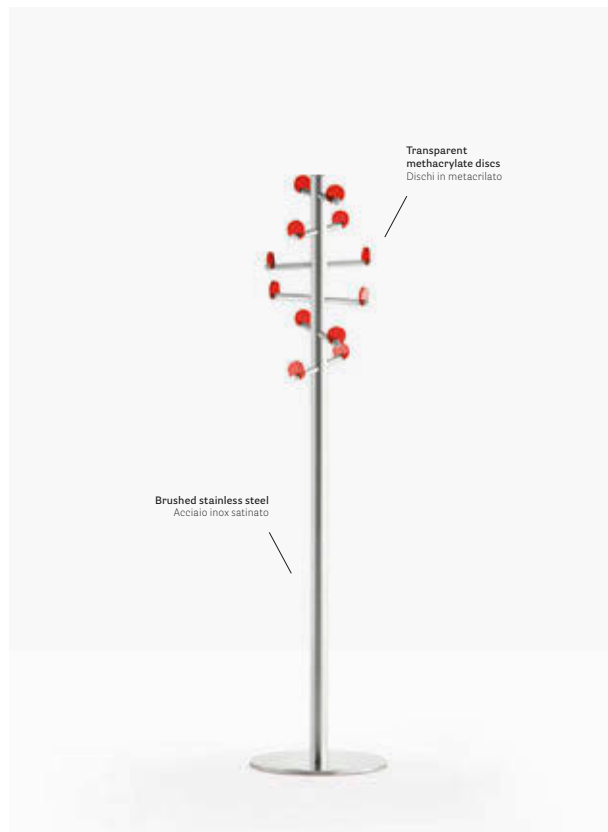 Transparent
methacrylate discs
Dischi in metacrilato
Brushed stainless steel
Acciaio inox satinato